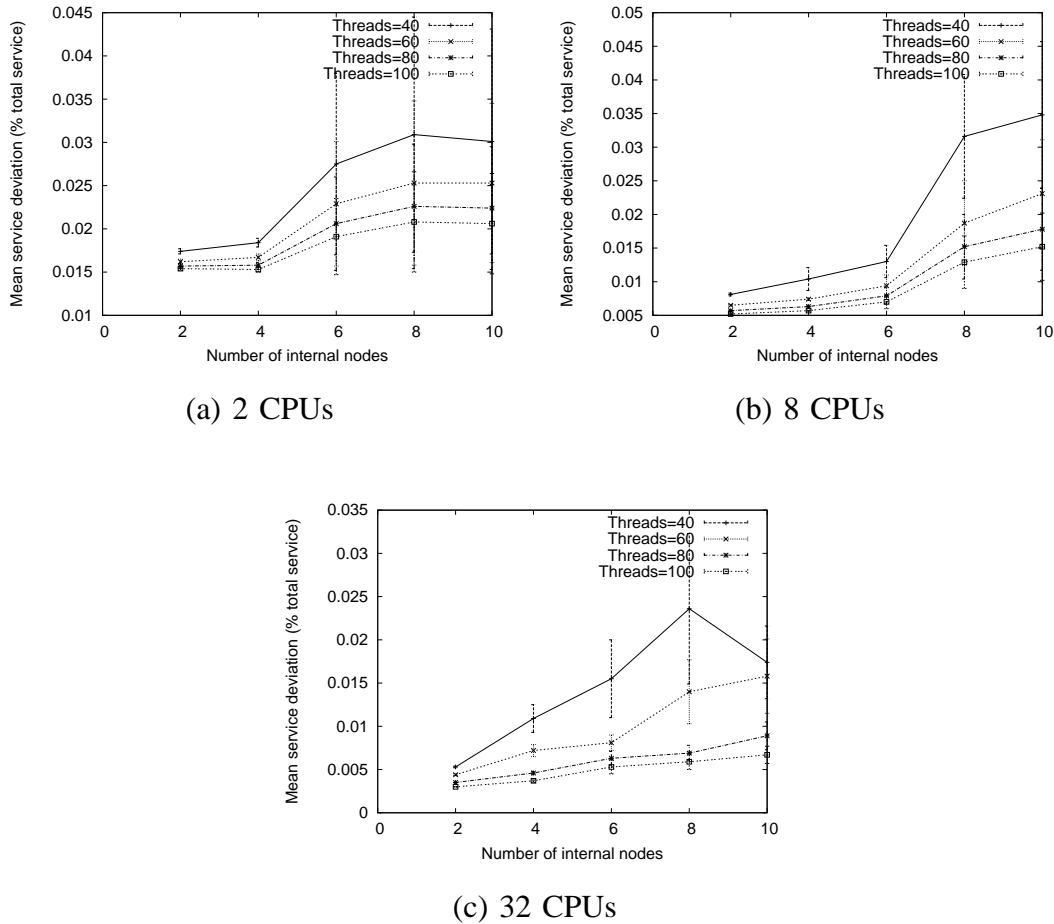 0.045
0.04
0.035
0.03
0.025
0.02
0.015
0.01
Mean service deviation (% total service)
Threads=40
Threads=60
Threads=80
Threads=100
0 2 4 6 8 10
Number of internal nodes
(a) 2 CPUs
0.05
0.045
0.04
0.035
0.03
0.025
0.02
0.015
0.01
0.005
Mean service deviation (% total service)
Threads=40
Threads=60
Threads=80
Threads=100
0 2 4 6 8 10
Number of internal nodes
(b) 8 CPUs
0.035
0.03
0.025
0.02
0.015
0.01
0.005
0
Mean service deviation (% total service)
Threads=40
Threads=60
Threads=80
Threads=100
0 2 4 6 8 10
Number of internal nodes
(c) 32 CPUs